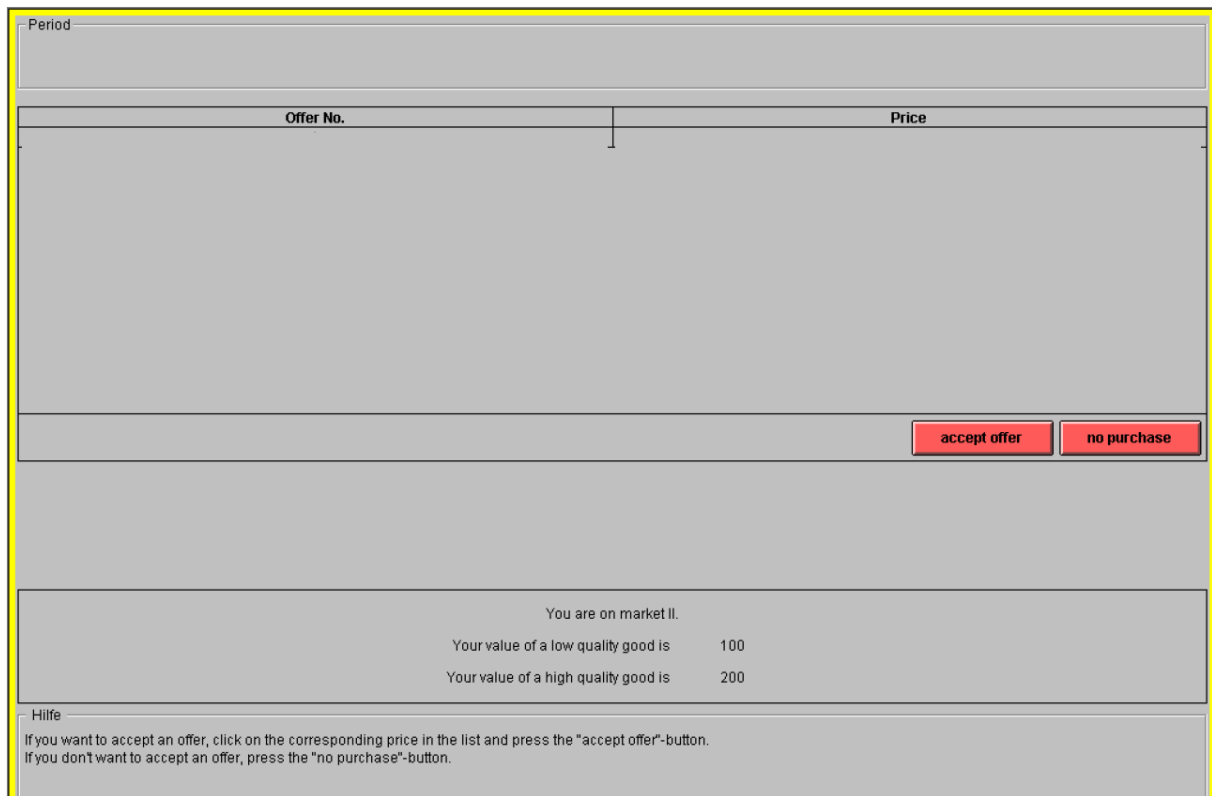 Period
Offer No. Price
accept offer no purchase
You are on market II.
Your value of a low quality good is 100
Your value of a high quality good is 200
Hilfe
If you want to accept an offer, click on the corresponding price in the list and press the "accept offer"-button.
If you don't want to accept an offer, press the "no purchase"-button.